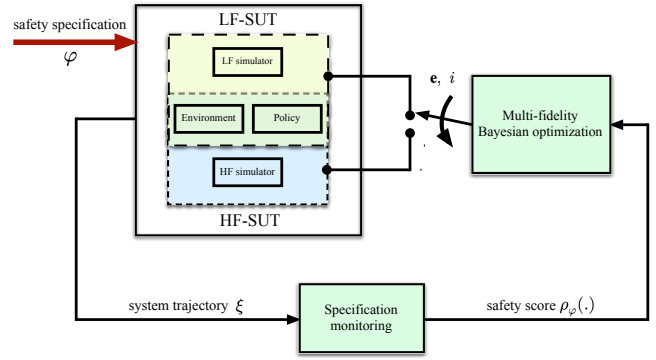 LF-SUT
safety specification
φ
LF simulator
e, i
Environment
Policy
Multi-fidelity
Bayesian optimization
HF simulator
HF-SUT
system trajectory ξ
Specification
monitoring
safety score ρφ(.)